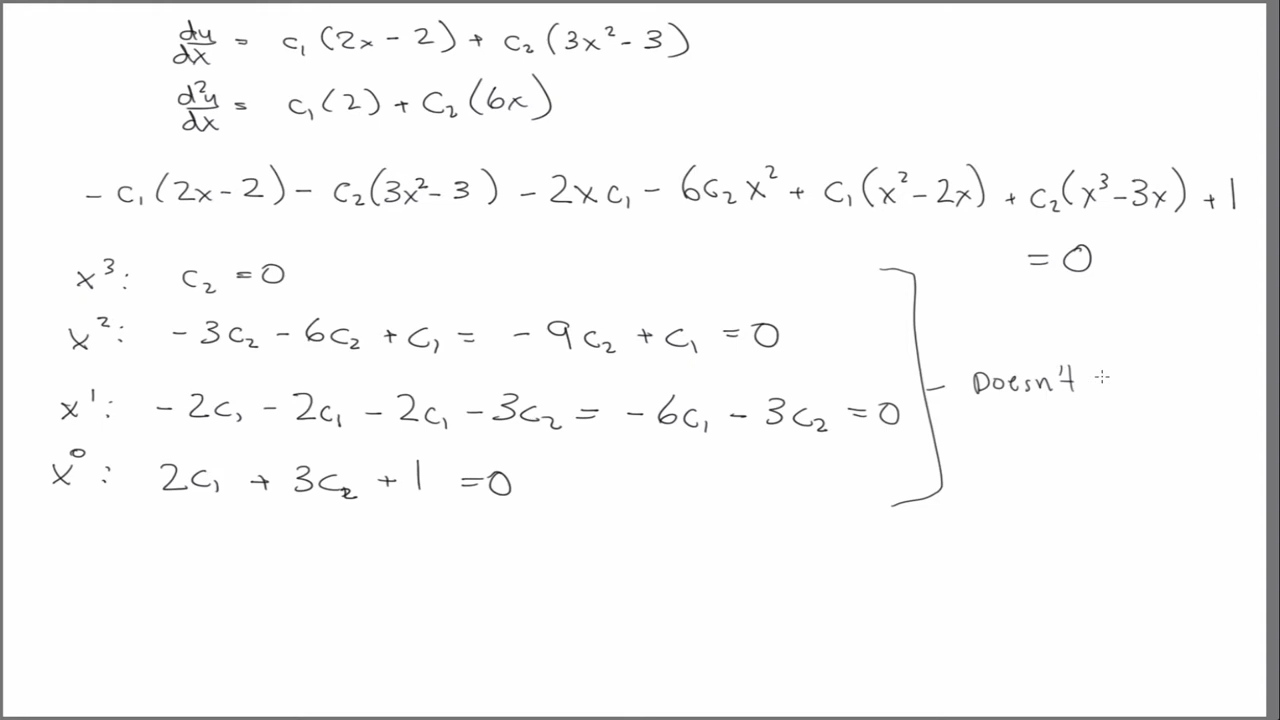 du/dx = c₁(2x - 2) + c₂(3x² - 3)
d²u/dx = c₁(2) + C₂(6x)
- c₁(2x - 2) - c₂(3x² - 3) - 2xc₁ - 6c₂x² + c₁(x² - 2x) + c₂(x³ - 3x) + 1
= 0
x³: c₂ = 0
x²: - 3c₂ - 6c₂ + c₁ = - 9c₂ + c₁ = 0
x¹: - 2c₁ - 2c₁ - 2c₁ - 3c₂ = - 6c₁ - 3c₂ = 0
Doesn't
x⁰: 2c₁ + 3c₂ + 1 = 0